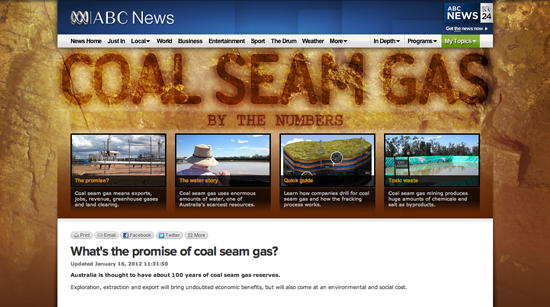 ABC News
ABC
NEWS
24
Get the news now
News Home Just In Local World Business Entertainment Sport The Drum Weather More In Depth Programs My Topics
COAL SEAM GAS
BY THE NUMBERS
The promise?
Coal seam gas means exports,
jobs, revenue, greenhouse gases
and land clearing.
The water story
Coal seam gas uses enormous
amounts of water, one of
Australia's scarcest resources.
Quick guide
Learn how companies drill for coal
seam gas and how the fracking
process works.
Toxic waste
Coal seam gas mining produces
huge amounts of chemicals and
salt as byproducts.
Print Email Facebook Twitter More
What's the promise of coal seam gas?
Updated January 16, 2012 11:31:50
Australia is thought to have about 100 years of coal seam gas reserves.
Exploration, extraction and export will bring undoubted economic benefits, but will also come at an environmental and social cost.